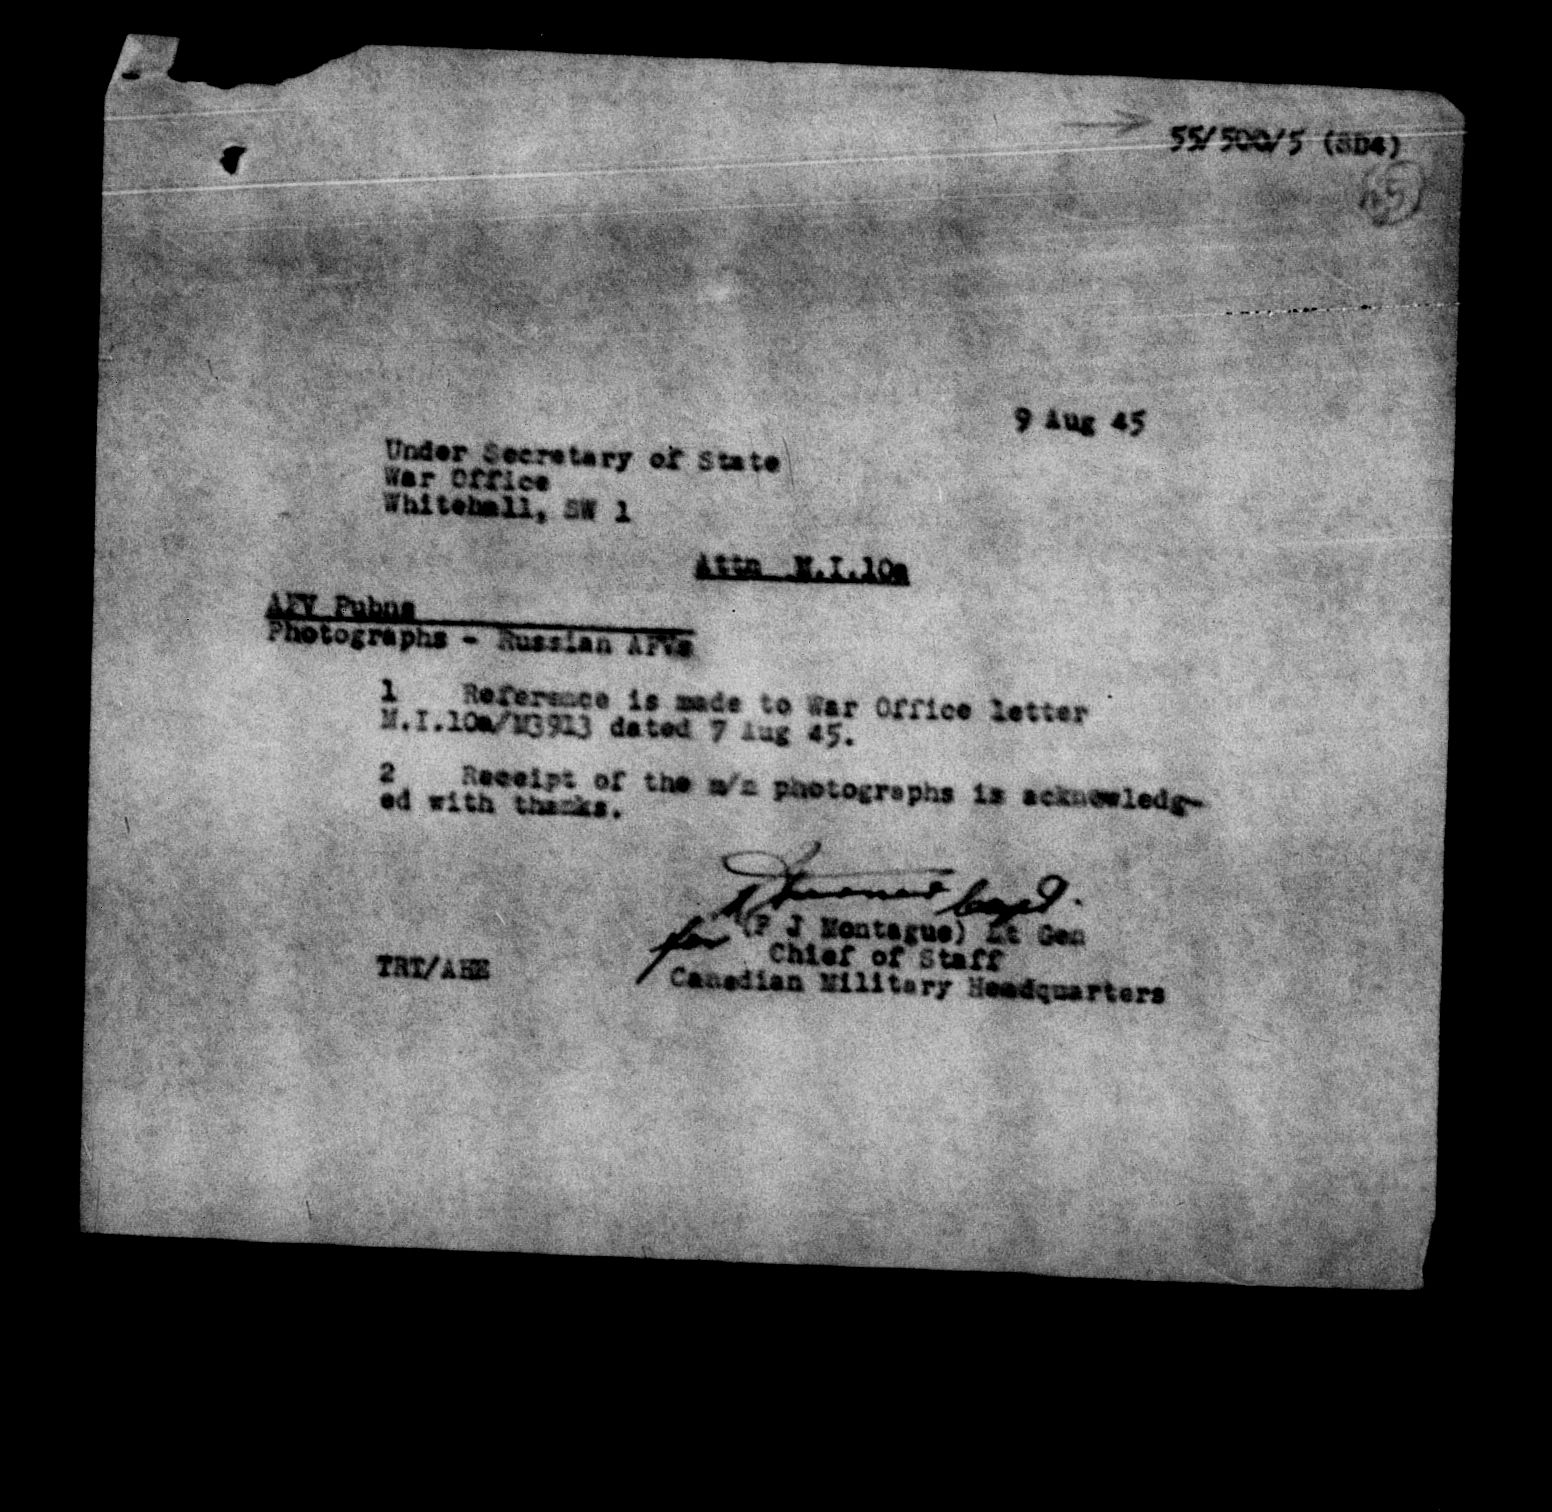 55/500/5 (SD4)
9 Aug 45
Under Secretary of State
War Office
Whitehall, SW 1
Attn M.I.10a
AFV Pubns
Photographs - Russian AFVs
1 Reference is made to War Office letter
M.I.10a/M3913 dated 7 Aug 45.
2 Receipt of the m/n photographs is acknowledg-
ed with thanks.
Capt.
for (P J Montague) Lt Gen
Chief of Staff
TRT/AHE
Canadian Military Headquarters